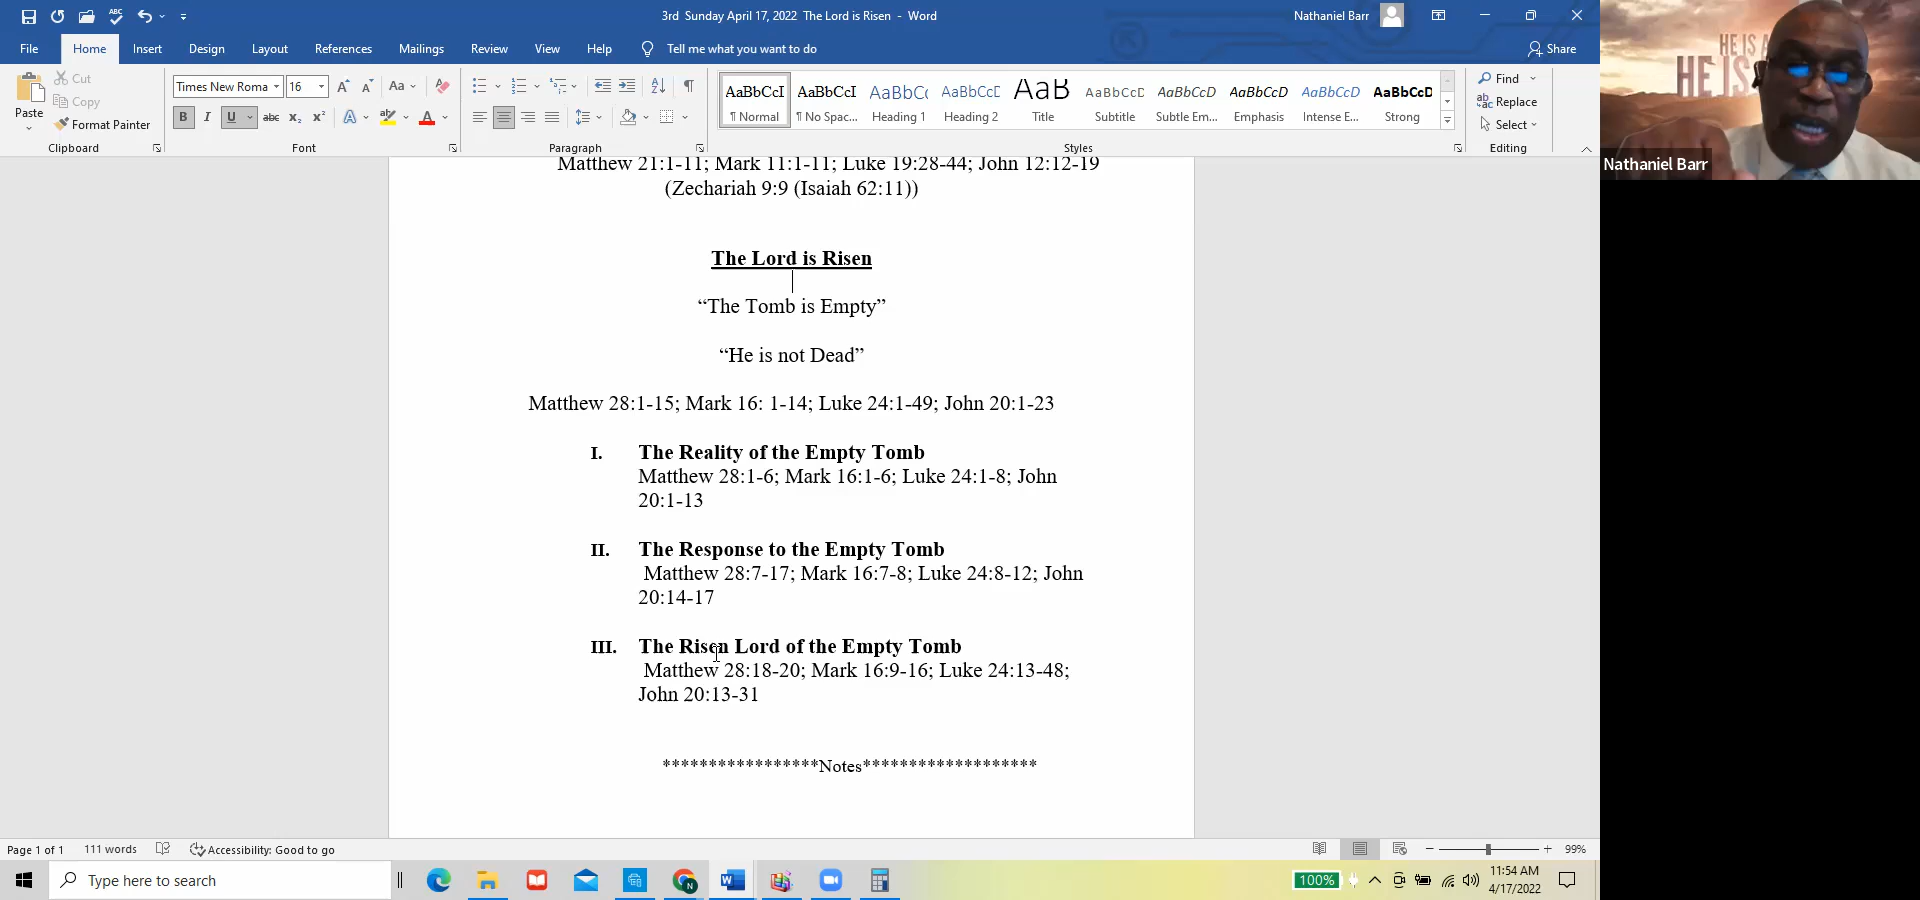 3rd Sunday April 17, 2022 The Lord is Risen - Word
Nathaniel Barr
File Home Insert Design Layout References Mailings Review View Help Tell me what you want to do
Share
Paste
Cut
Copy
Format Painter
Clipboard
Times New Roma 16
Font
Paragraph
AaBbCcI AaBbCcI AaBbC AaBbCcC AaB AaBbCcD AaBbCcD AaBbCcD AaBbCcD AaBbCcD
¶ Normal ¶ No Spac... Heading 1 Heading 2 Title Subtitle Subtle Em... Emphasis Intense E... Strong
Styles
Find
Replace
Select
Editing
HE IS
Nathaniel Barr
Matthew 21:1-11; Mark 11:1-11; Luke 19:28-44; John 12:12-19
(Zechariah 9:9 (Isaiah 62:11))
The Lord is Risen
“The Tomb is Empty”
“He is not Dead”
Matthew 28:1-15; Mark 16: 1-14; Luke 24:1-49; John 20:1-23
I. The Reality of the Empty Tomb
Matthew 28:1-6; Mark 16:1-6; Luke 24:1-8; John
20:1-13
II. The Response to the Empty Tomb
Matthew 28:7-17; Mark 16:7-8; Luke 24:8-12; John
20:14-17
III. The Risen Lord of the Empty Tomb
Matthew 28:18-20; Mark 16:9-16; Luke 24:13-48;
John 20:13-31
*****************Notes*******************
Page 1 of 1 111 words Accessibility: Good to go
99%
Type here to search
100%
11:54 AM
4/17/2022